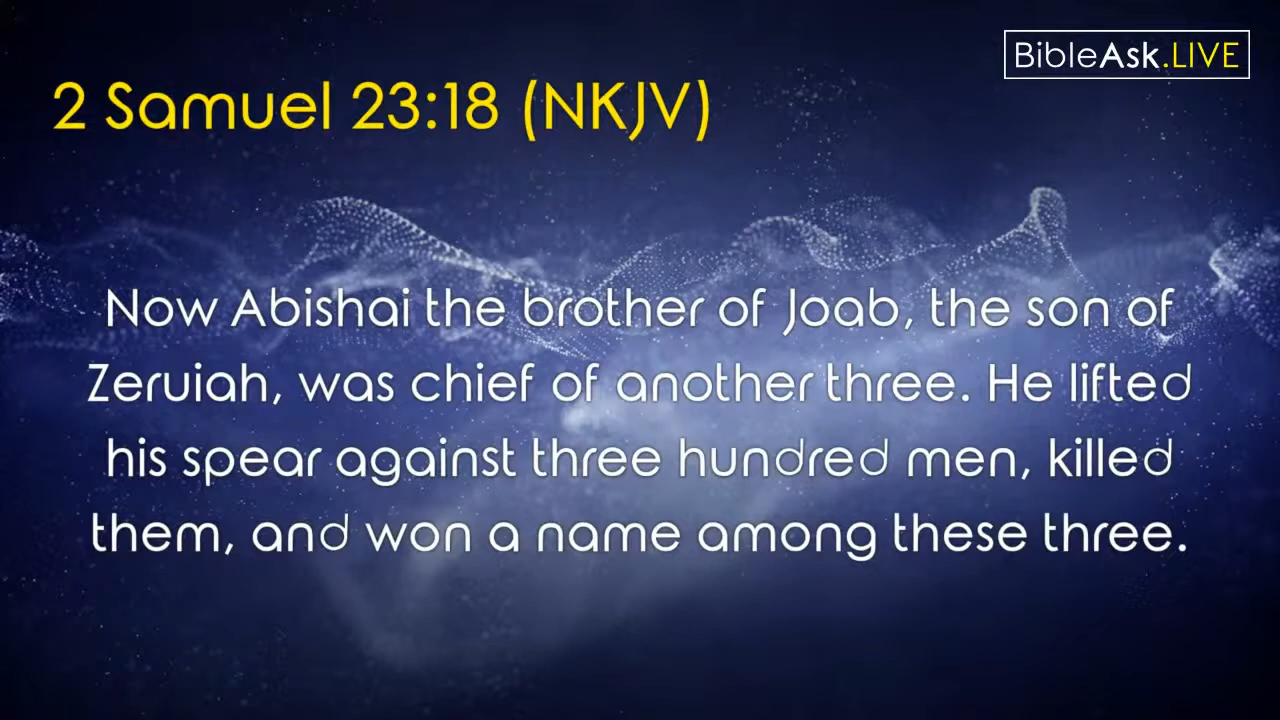 BibleAsk.LIVE
2 Samuel 23:18 (NKJV)
Now Abishai the brother of Joab, the son of
Zeruiah, was chief of another three. He lifted
his spear against three hundred men, killed
them, and won a name among these three.